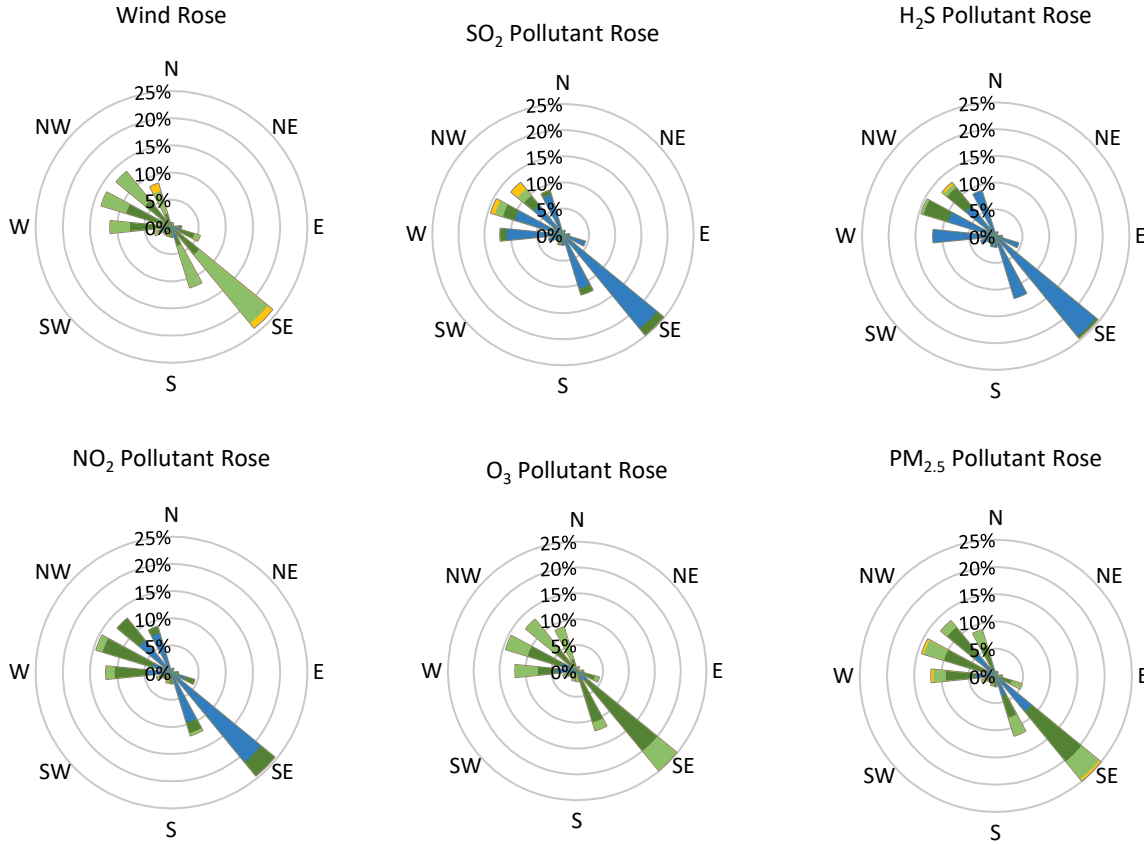 Wind Rose
N
25%
20%
15%
10%
5%
0%
NW
NE
W
E
SW
SE
S
SO₂ Pollutant Rose
N
25%
20%
15%
10%
5%
0%
NW
NE
W
E
SW
SE
S
H₂S Pollutant Rose
N
25%
20%
15%
10%
5%
0%
NW
NE
W
E
SW
SE
S
NO₂ Pollutant Rose
N
25%
20%
15%
10%
5%
0%
NW
NE
W
E
SW
SE
S
O₃ Pollutant Rose
N
25%
20%
15%
10%
5%
0%
NW
NE
W
E
SW
SE
S
PM₂.₅ Pollutant Rose
N
25%
20%
15%
10%
5%
0%
NW
NE
W
E
SW
SE
S